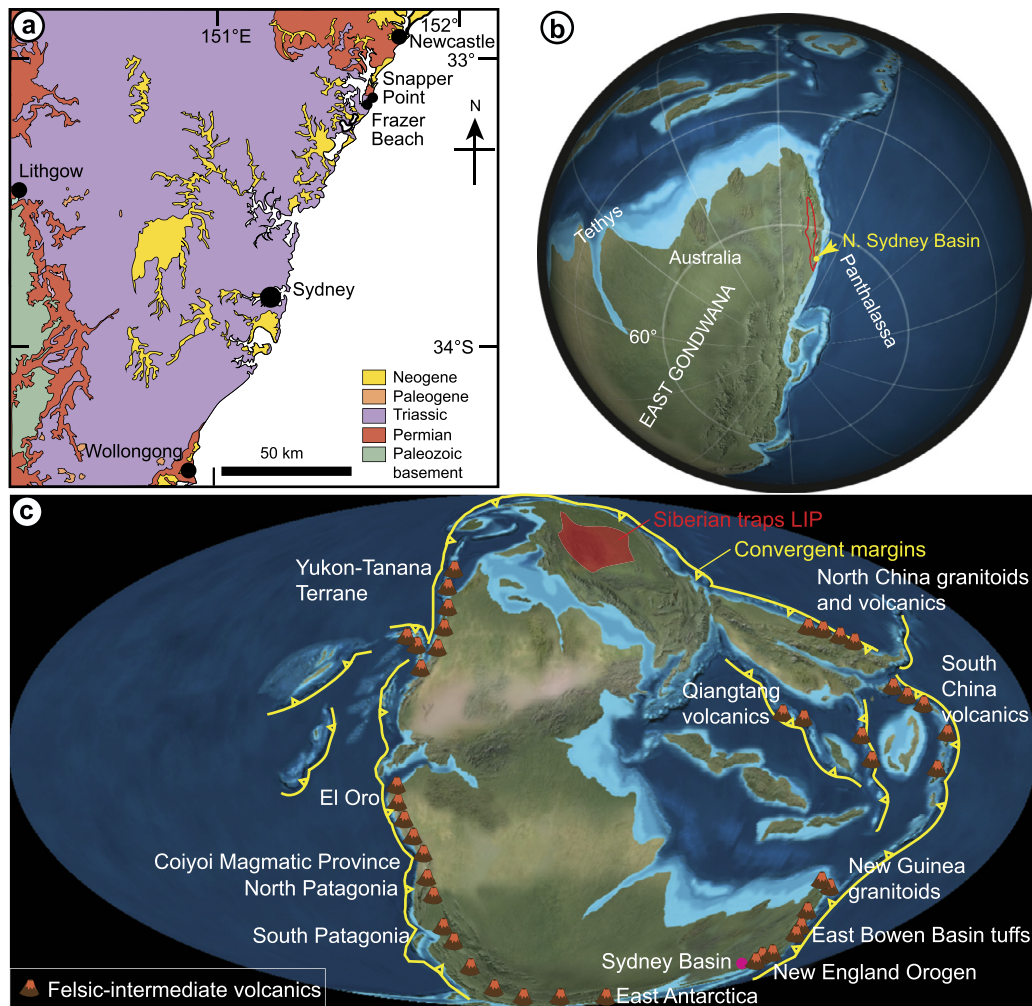 a
151°E
152°
Newcastle
33°
Snapper
Point
Frazer
Beach
N
Lithgow
Sydney
34°S
Neogene
Paleogene
Triassic
Permian
Paleozoic
basement
Wollongong
50 km
b
Tethys
Australia
N. Sydney Basin
Panthalassa
60°
EAST GONDWANA
c
Siberian traps LIP
Convergent margins
Yukon-Tanana
Terrane
North China granitoids
and volcanics
Qiangtang
volcanics
South
China
volcanics
El Oro
Coiyoi Magmatic Province
North Patagonia
New Guinea
granitoids
South Patagonia
East Bowen Basin tuffs
Sydney Basin
New England Orogen
Felsic-intermediate volcanics
East Antarctica